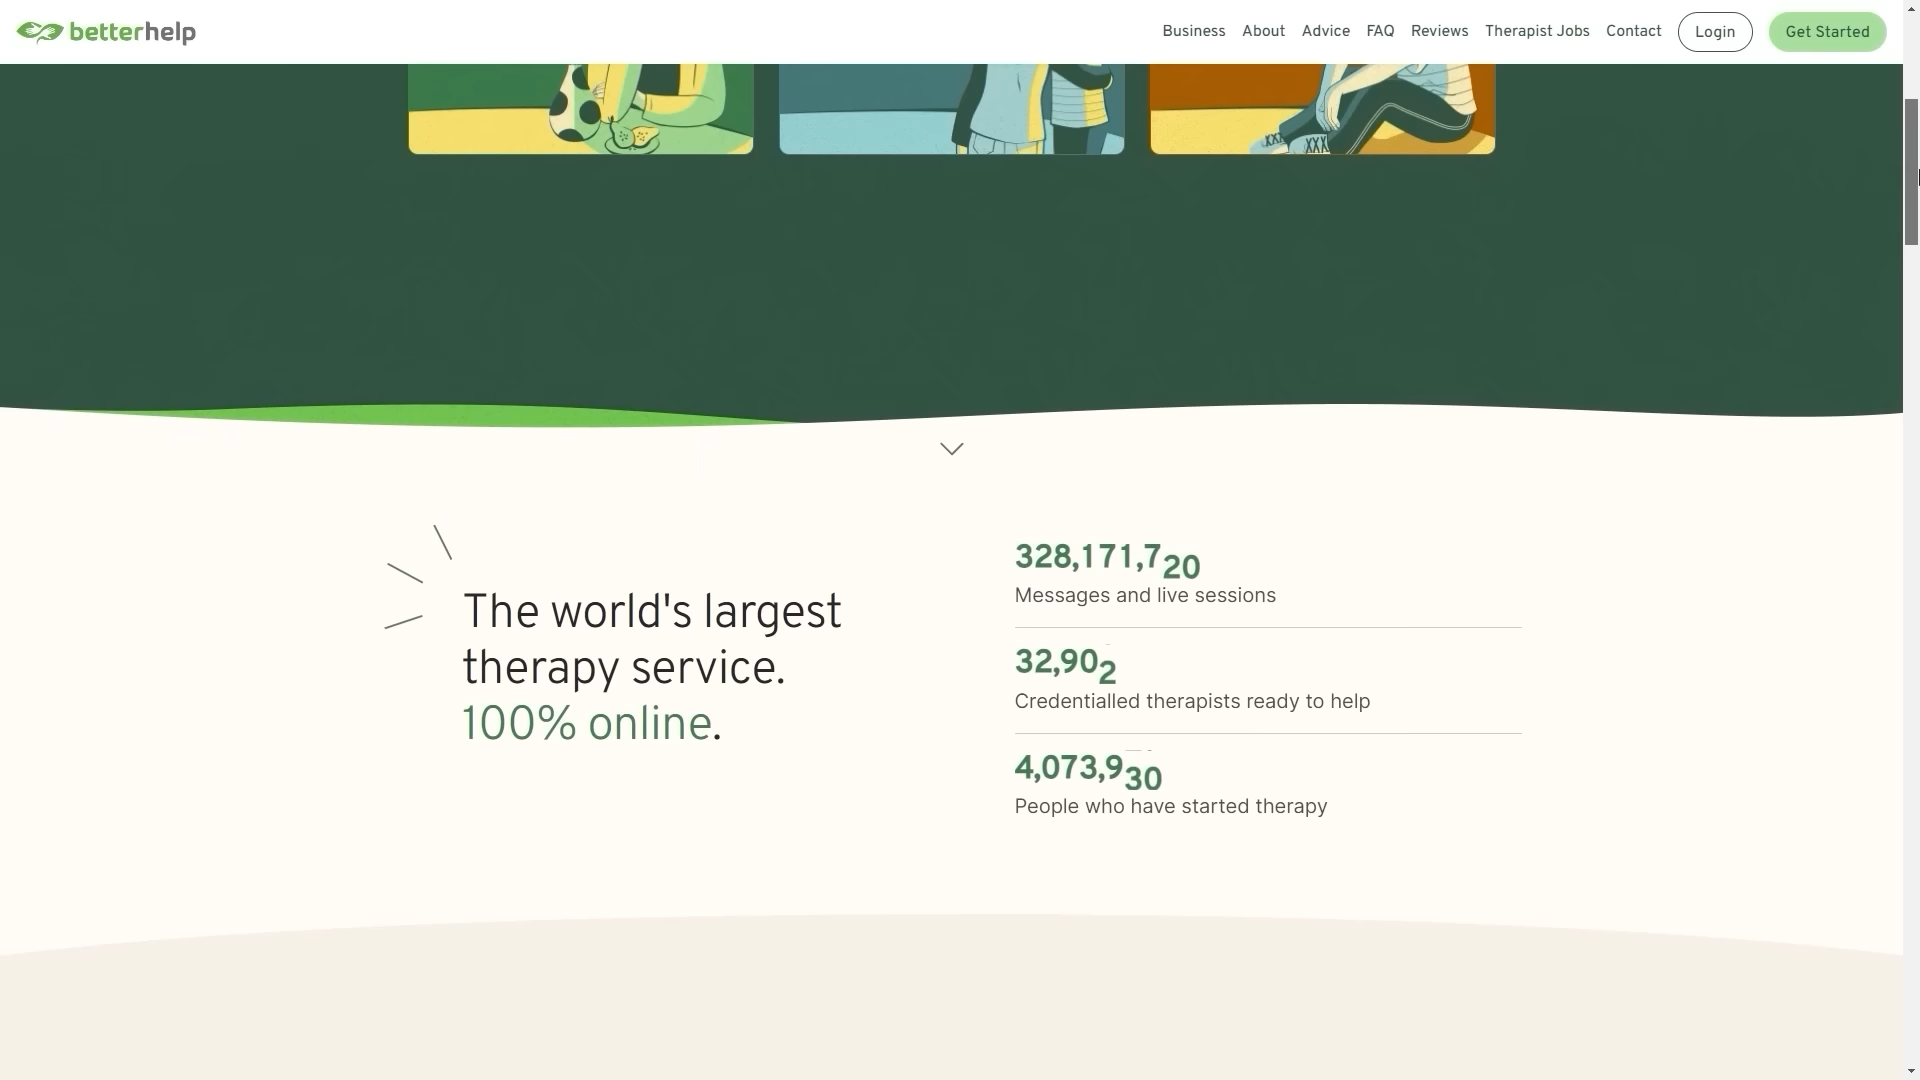 betterhelp
Business About Advice FAQ Reviews Therapist Jobs Contact Login Get Started
The world's largest
therapy service.
100% online.
328,171,720
Messages and live sessions
32,902
Credentialled therapists ready to help
4,073,930
People who have started therapy